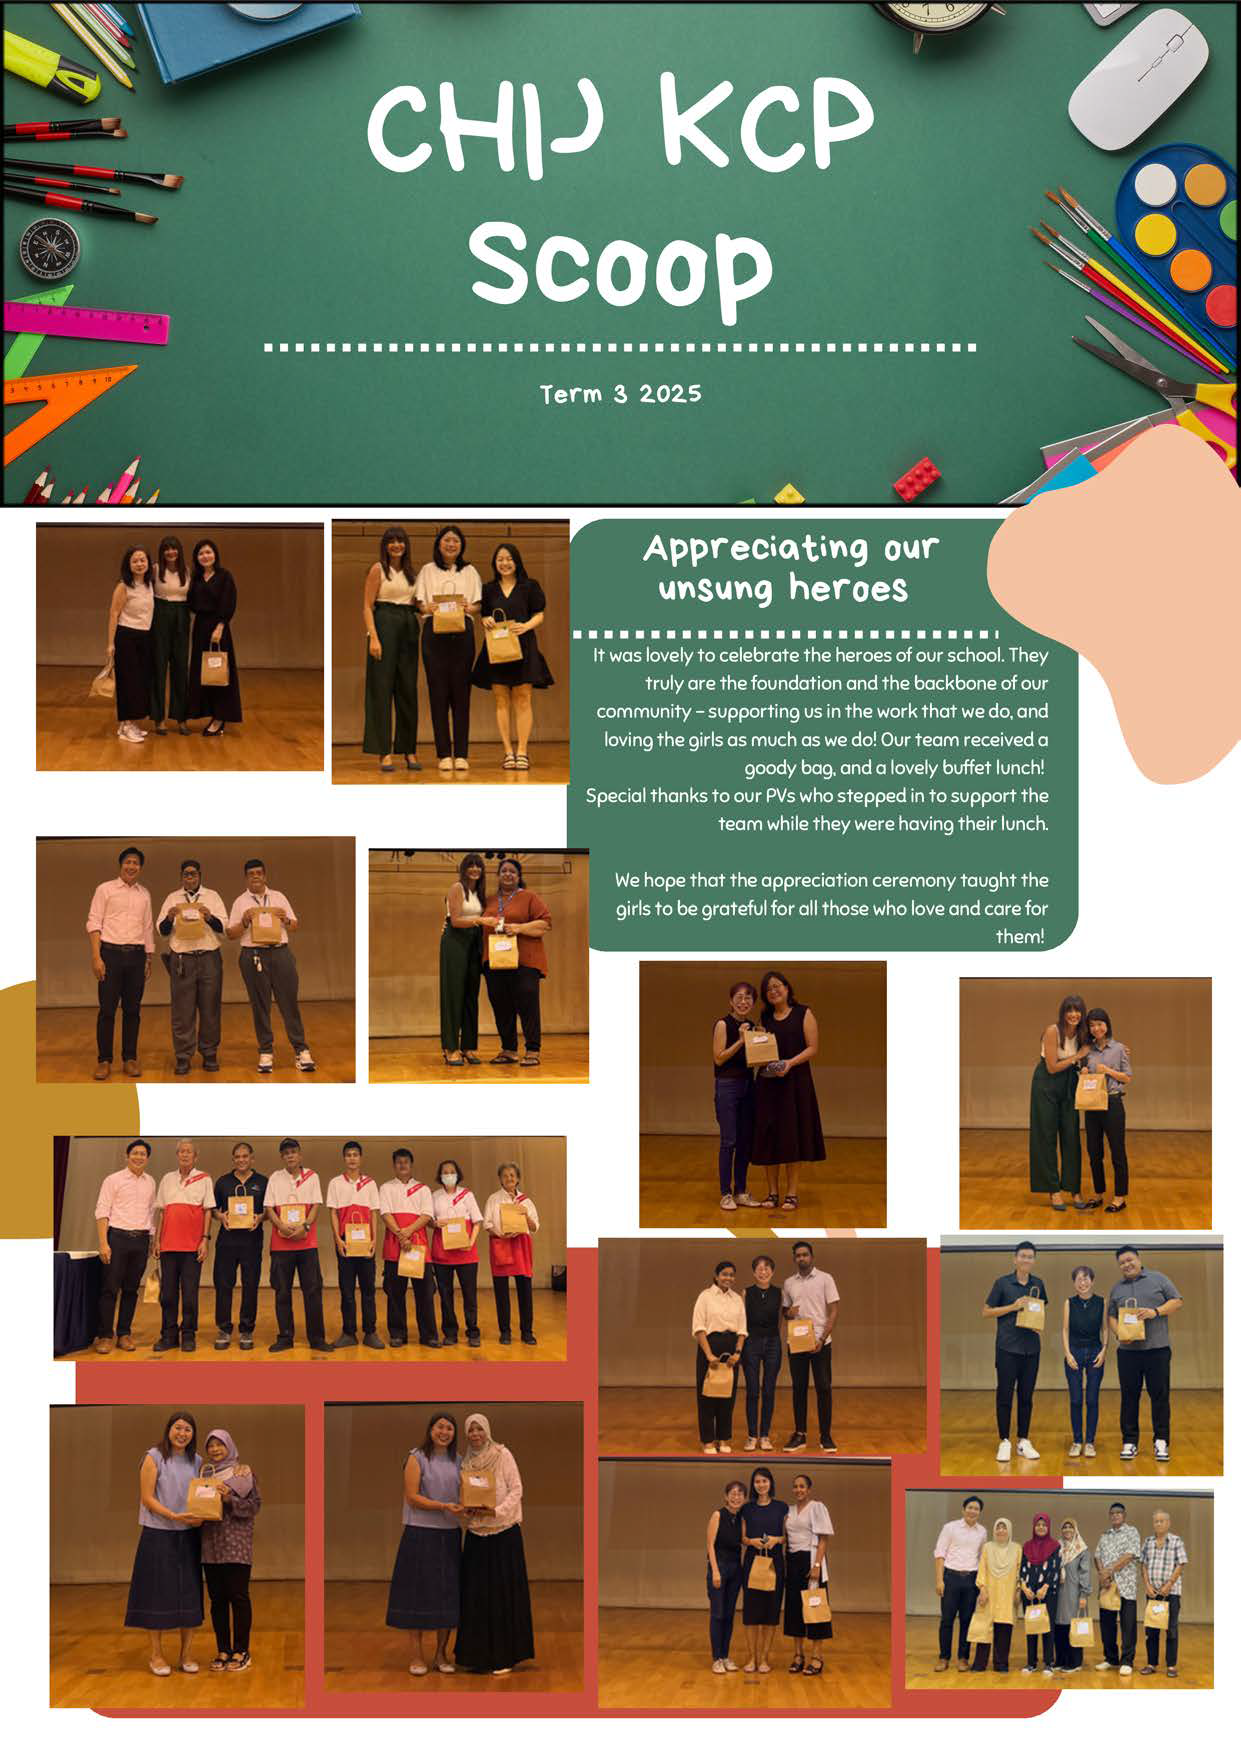 CHIJ KCP
Scoop
Term 3 2025
Appreciating our
unsung heroes
It was lovely to celebrate the heroes of our school. They
truly are the foundation and the backbone of our
community – supporting us in the work that we do, and
loving the girls as much as we do! Our team received a
goody bag, and a lovely buffet lunch!
Special thanks to our PVs who stepped in to support the
team while they were having their lunch.
We hope that the appreciation ceremony taught the
girls to be grateful for all those who love and care for
them!